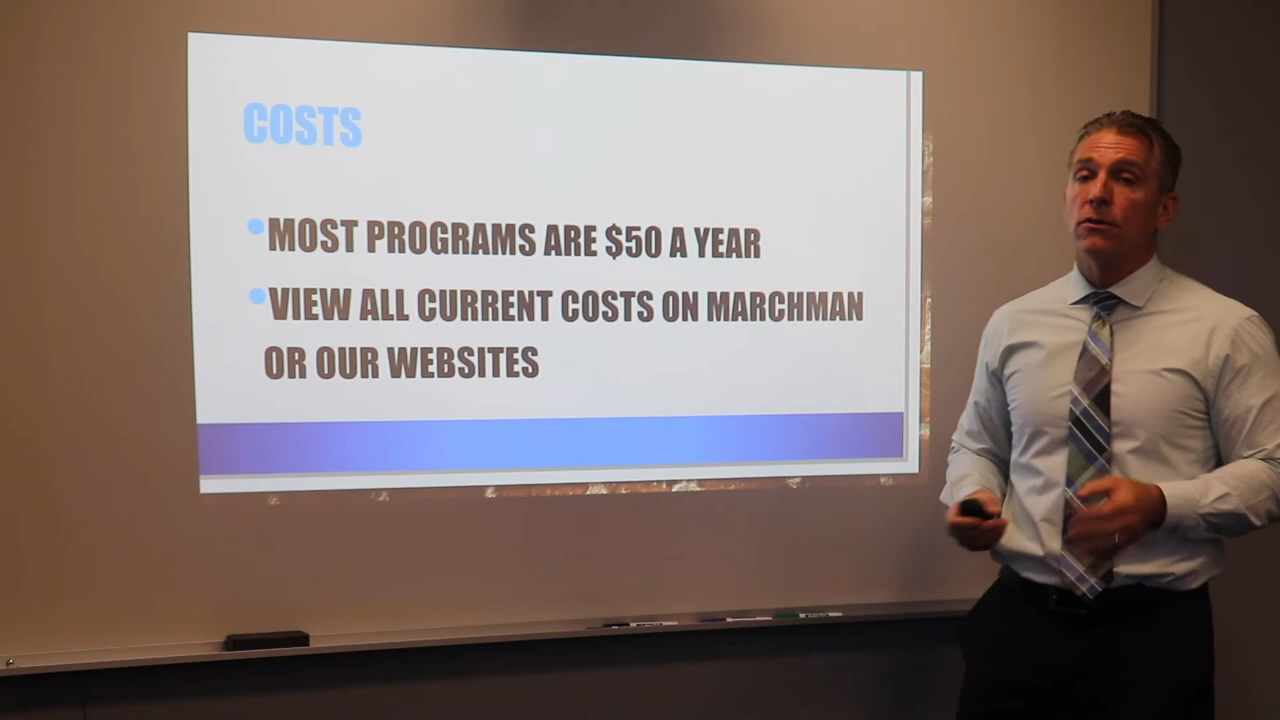 COSTS
MOST PROGRAMS ARE $50 A YEAR
VIEW ALL CURRENT COSTS ON MARCHMAN
OR OUR WEBSITES